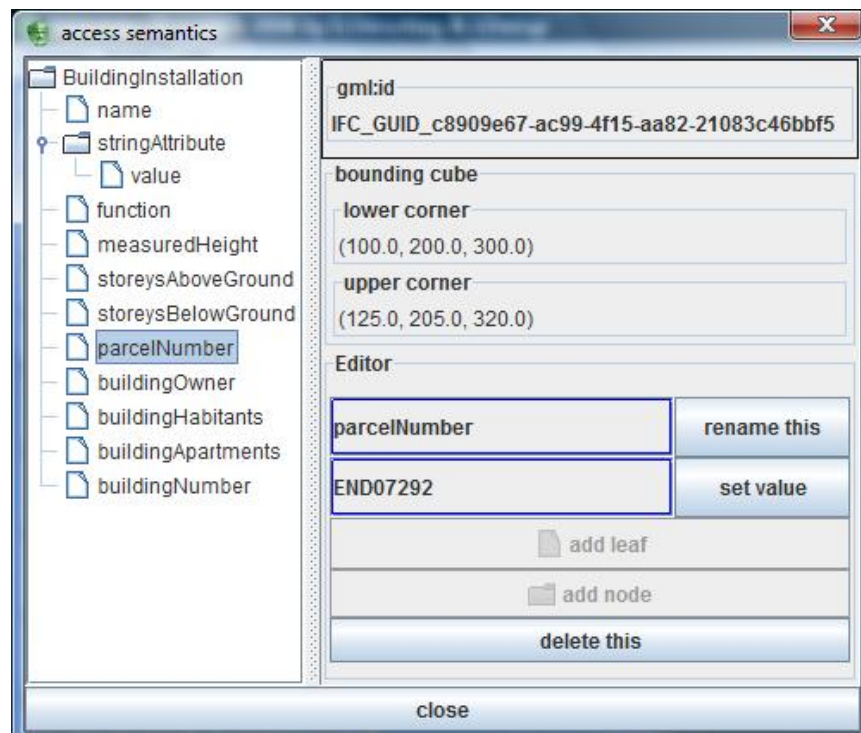 access semantics
BuildingInstallation
name
stringAttribute
value
function
measuredHeight
storeysAboveGround
storeysBelowGround
parcelNumber
buildingOwner
buildingHabitants
buildingApartments
buildingNumber
gml:id
IFC_GUID_c8909e67-ac99-4f15-aa82-21083c46bbf5
bounding cube
lower corner
(100.0, 200.0, 300.0)
upper corner
(125.0, 205.0, 320.0)
Editor
parcelNumber
rename this
END07292
set value
add leaf
add node
delete this
close